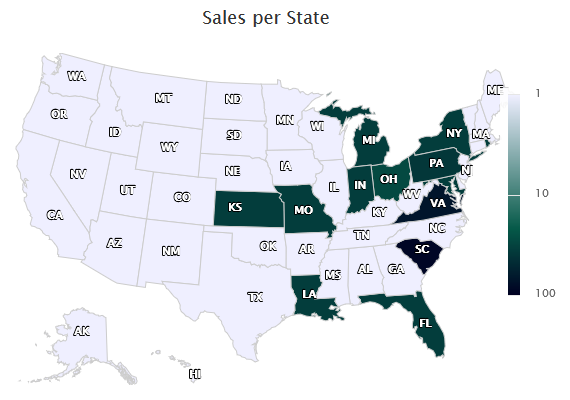 Sales per State
WA
MT
ND
MN
ME
OR
ID
SD
WI
MI
NY
MA
WY
IA
PA
NJ
NV
UT
NE
IL
IN
OH
WV
VA
CA
CO
KS
MO
KY
NC
AZ
NM
OK
AR
TN
SC
TX
LA
MS
AL
GA
FL
AK
HI
1
10
100